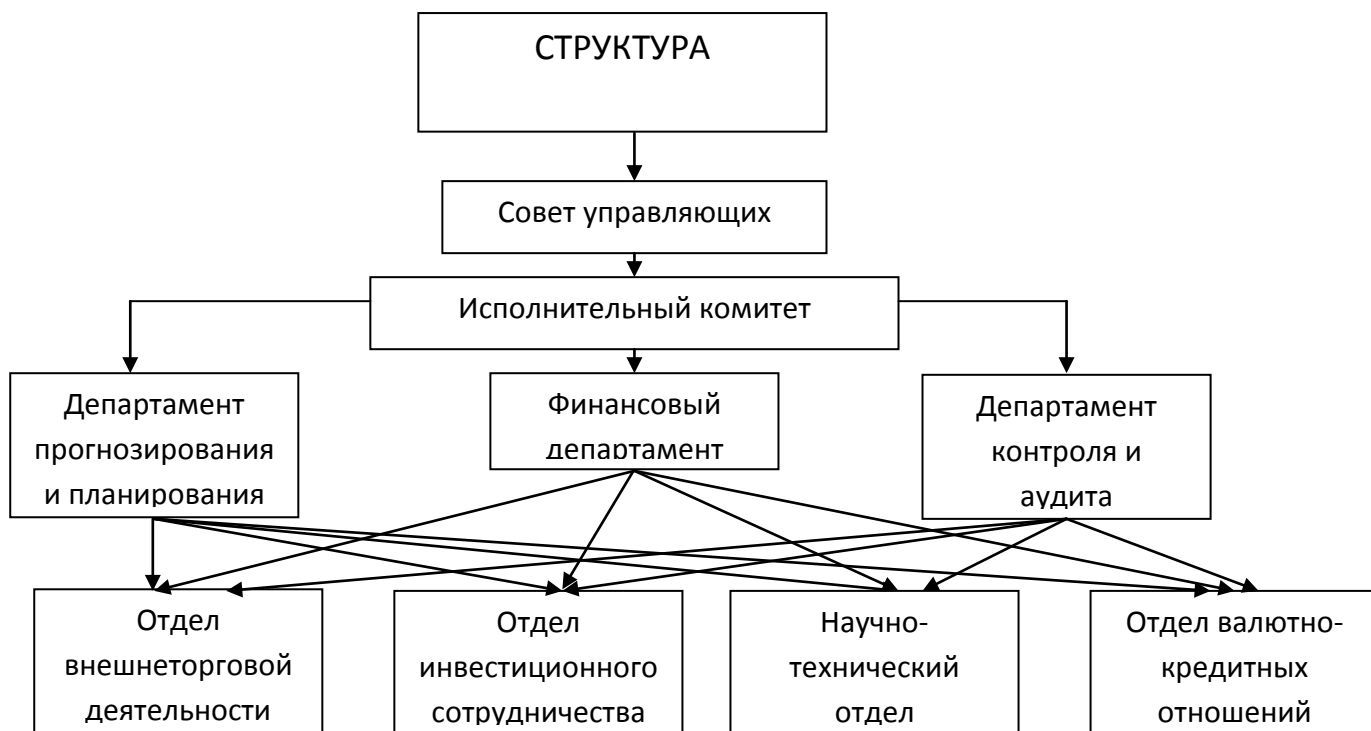 СТРУКТУРА
Совет управляющих
Исполнительный комитет
Департамент
прогнозирования
и планирования
Финансовый
департамент
Департамент
контроля и
аудита
Отдел
внешнеторговой
деятельности
Отдел
инвестиционного
сотрудничества
Научно-
технический
отдел
Отдел валютно-
кредитных
отношений